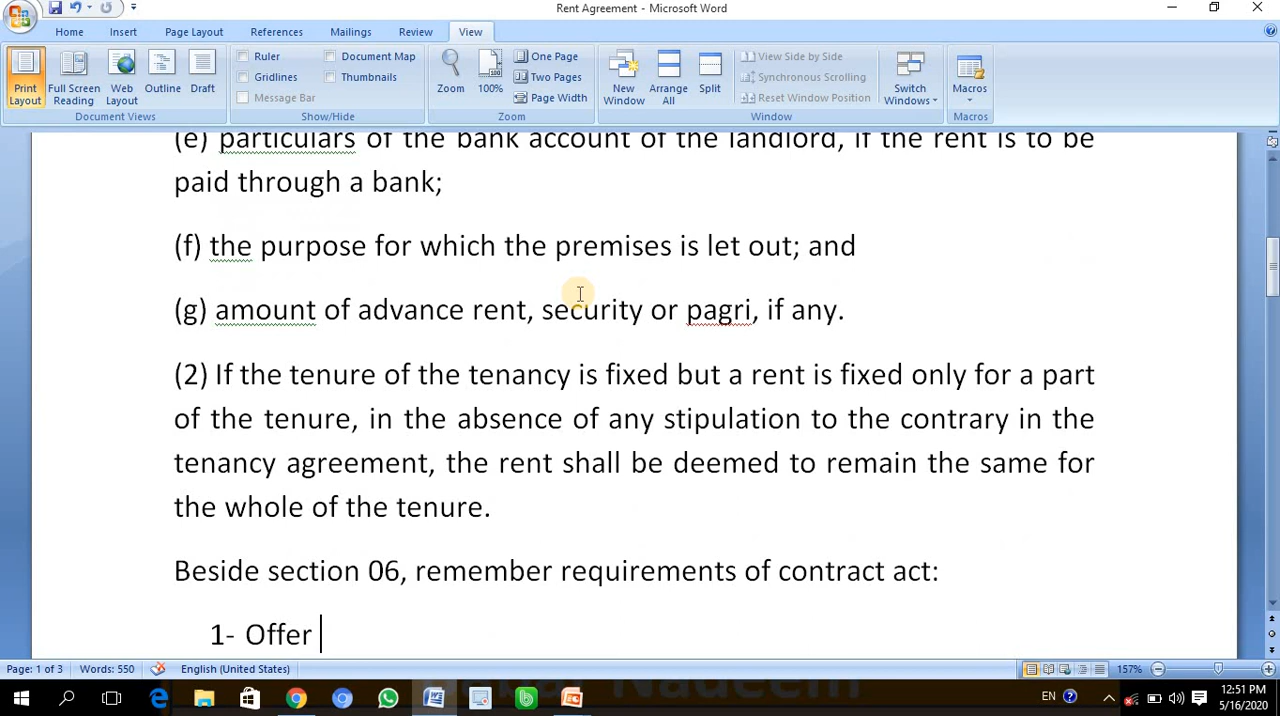 Rent Agreement - Microsoft Word
Home Insert Page Layout References Mailings Review View
Print Layout
Full Screen Reading
Web Layout
Outline
Draft
Document Views
Ruler
Gridlines
Message Bar
Document Map
Thumbnails
Show/Hide
Zoom
100%
One Page
Two Pages
Page Width
Zoom
New Window
Arrange All
Split
View Side by Side
Synchronous Scrolling
Reset Window Position
Window
Switch Windows
Macros
Macros
(e) particulars of the bank account of the landlord, if the rent is to be
paid through a bank;
(f) the purpose for which the premises is let out; and
(g) amount of advance rent, security or pagri, if any.
(2) If the tenure of the tenancy is fixed but a rent is fixed only for a part
of the tenure, in the absence of any stipulation to the contrary in the
tenancy agreement, the rent shall be deemed to remain the same for
the whole of the tenure.
Beside section 06, remember requirements of contract act:
1- Offer
Page: 1 of 3 Words: 550 English (United States) 157%
EN 12:51 PM
5/16/2020